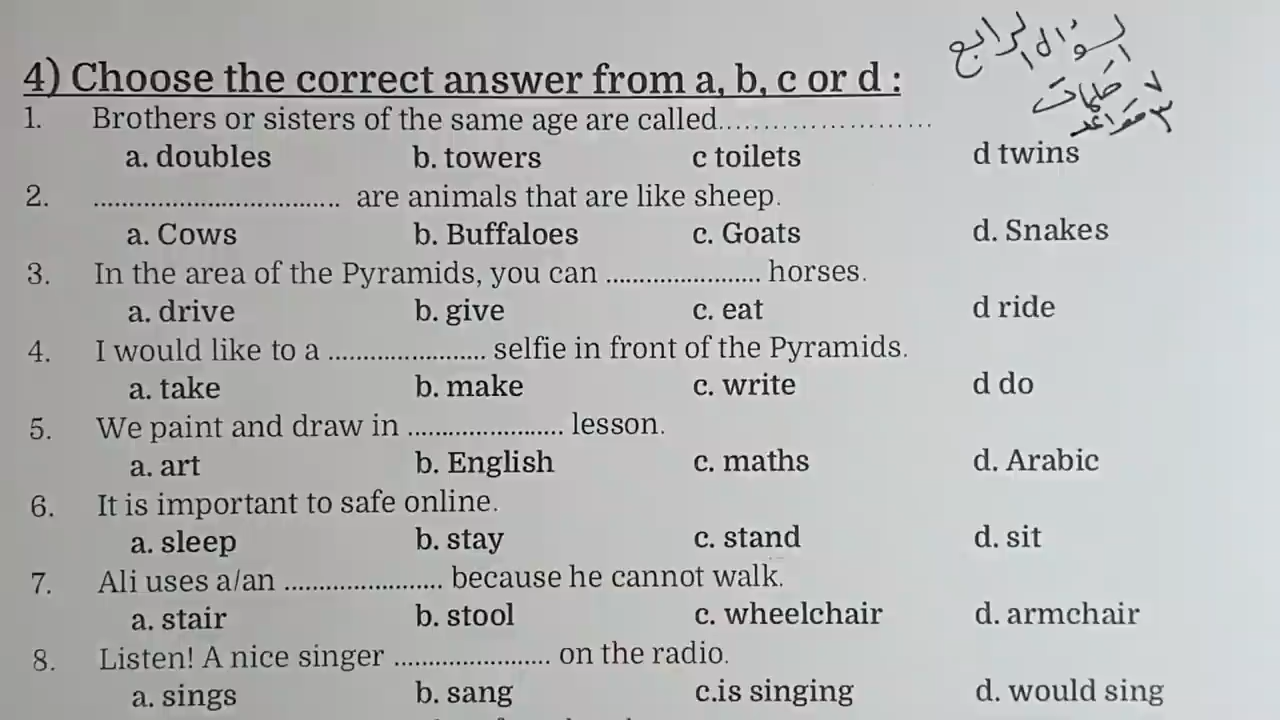 4) Choose the correct answer from a, b, c or d :
السؤال الرابع
٧ كلمات
٣ قواعد
1. Brothers or sisters of the same age are called........................
a. doubles b. towers c toilets d twins
2. .................................. are animals that are like sheep.
a. Cows b. Buffaloes c. Goats d. Snakes
3. In the area of the Pyramids, you can ...................... horses.
a. drive b. give c. eat d ride
4. I would like to a ...................... selfie in front of the Pyramids.
a. take b. make c. write d do
5. We paint and draw in ...................... lesson.
a. art b. English c. maths d. Arabic
6. It is important to safe online.
a. sleep b. stay c. stand d. sit
7. Ali uses a/an ...................... because he cannot walk.
a. stair b. stool c. wheelchair d. armchair
8. Listen! A nice singer ...................... on the radio.
a. sings b. sang c.is singing d. would sing